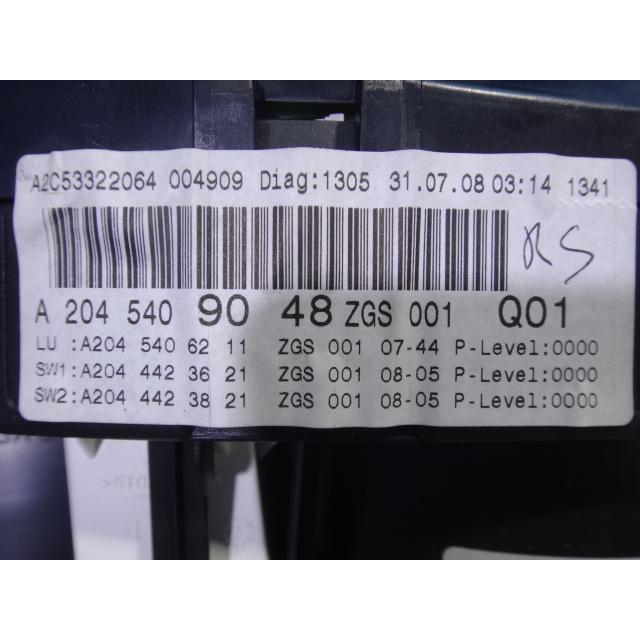 A2C53322064 004909 Diag:1305 31.07.08 03:14 1341
RS
A 204 540 90 48 ZGS 001 Q01
LU :A204 540 62 11 ZGS 001 07-44 P-Level:0000
SW1:A204 442 36 21 ZGS 001 08-05 P-Level:0000
SW2:A204 442 38 21 ZGS 001 08-05 P-Level:0000